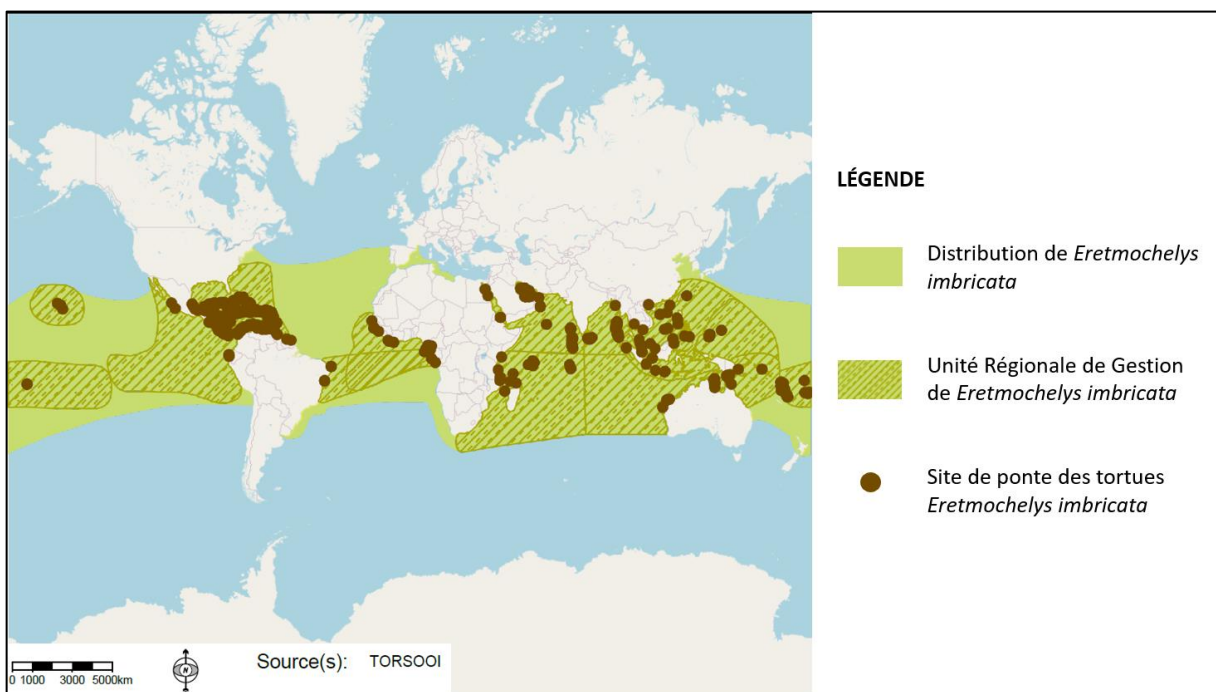 LÉGENDE
Distribution de Eretmochelys
imbricata
Unité Régionale de Gestion
de Eretmochelys imbricata
Site de ponte des tortues
Eretmochelys imbricata
0 1000 3000 5000km
N
Source(s): TORSOOI